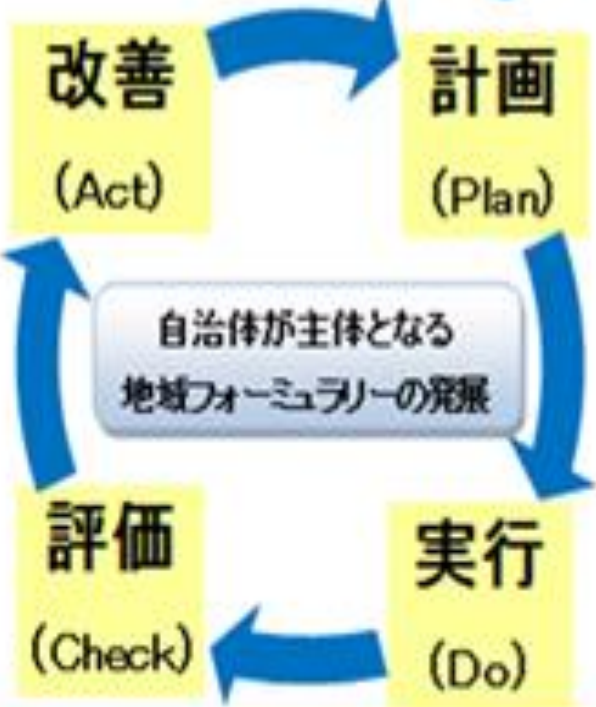 改善
(Act)
計画
(Plan)
自治体が主体となる
地域フォーミュラリーの発展
評価
(Check)
実行
(Do)